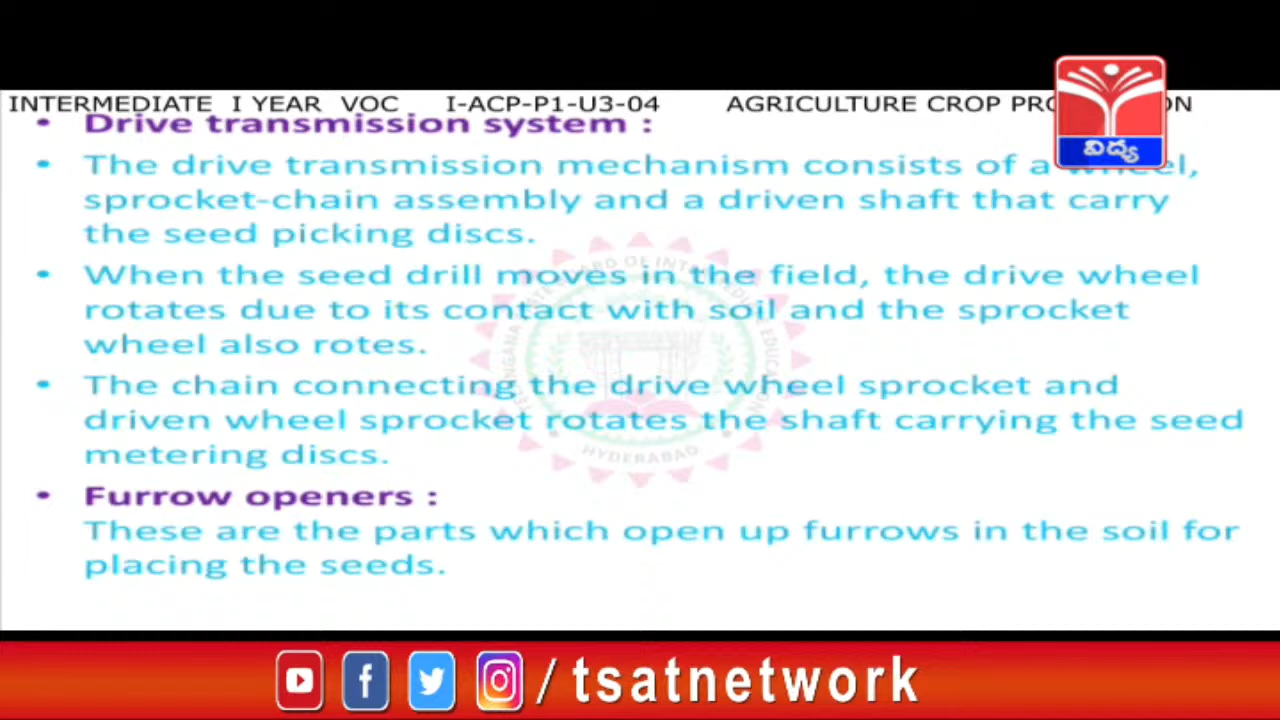 INTERMEDIATE I YEAR VOC I-ACP-P1-U3-04 AGRICULTURE CROP
విద్య
• Drive transmission system :
• The drive transmission mechanism consists of a wheel,
sprocket-chain assembly and a driven shaft that carry
the seed picking discs.
• When the seed drill moves in the field, the drive wheel
rotates due to its contact with soil and the sprocket
wheel also rotes.
• The chain connecting the drive wheel sprocket and
driven wheel sprocket rotates the shaft carrying the seed
metering discs.
• Furrow openers :
These are the parts which open up furrows in the soil for
placing the seeds.
HYDERABAD
/ tsatnetwork